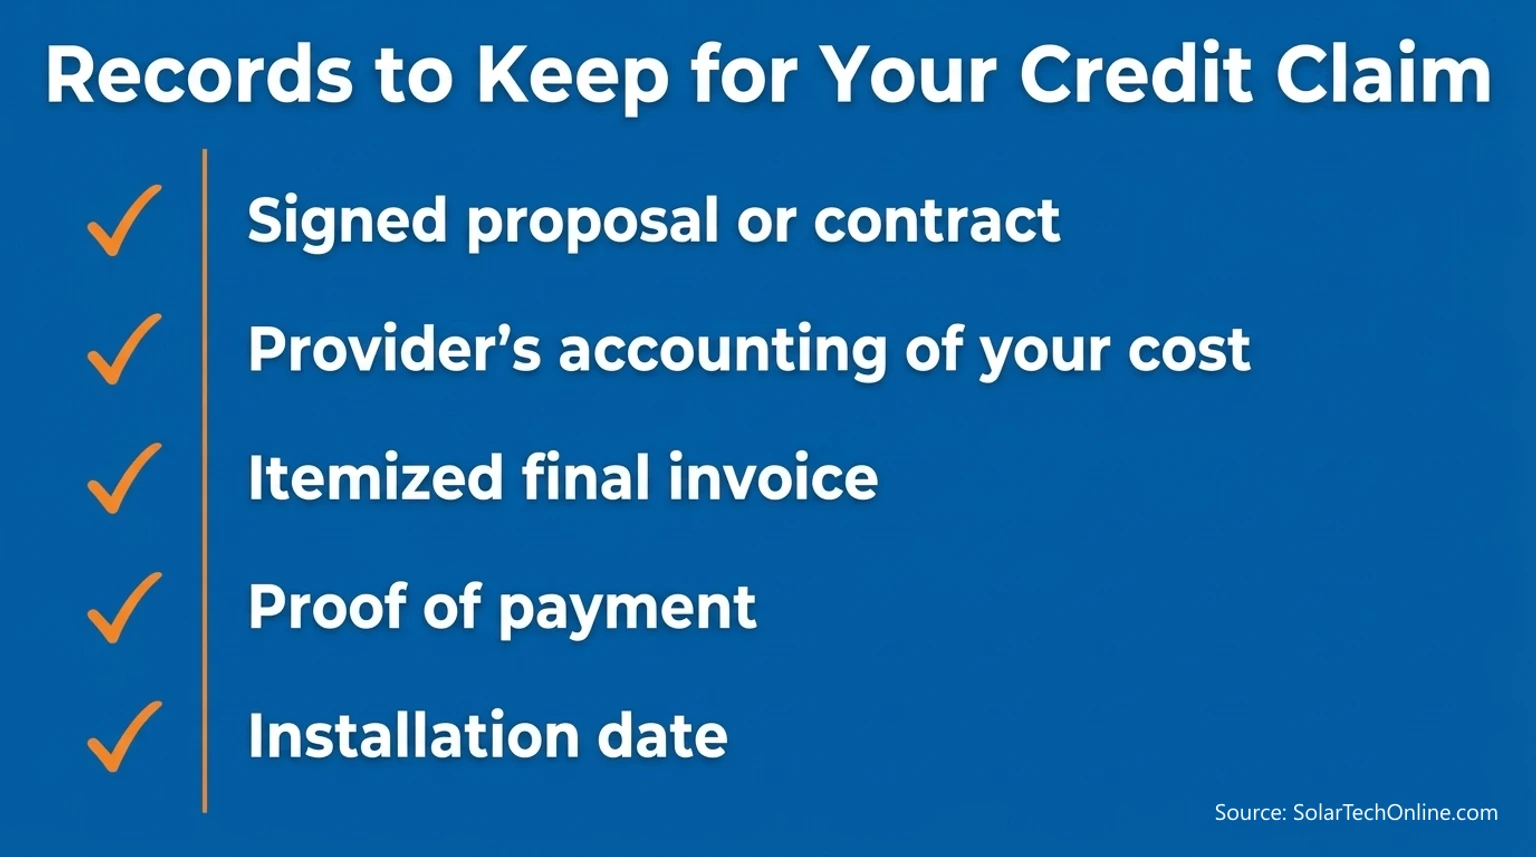 Records to Keep for Your Credit Claim
Signed proposal or contract
Provider’s accounting of your cost
Itemized final invoice
Proof of payment
Installation date
Source: SolarTechOnline.com